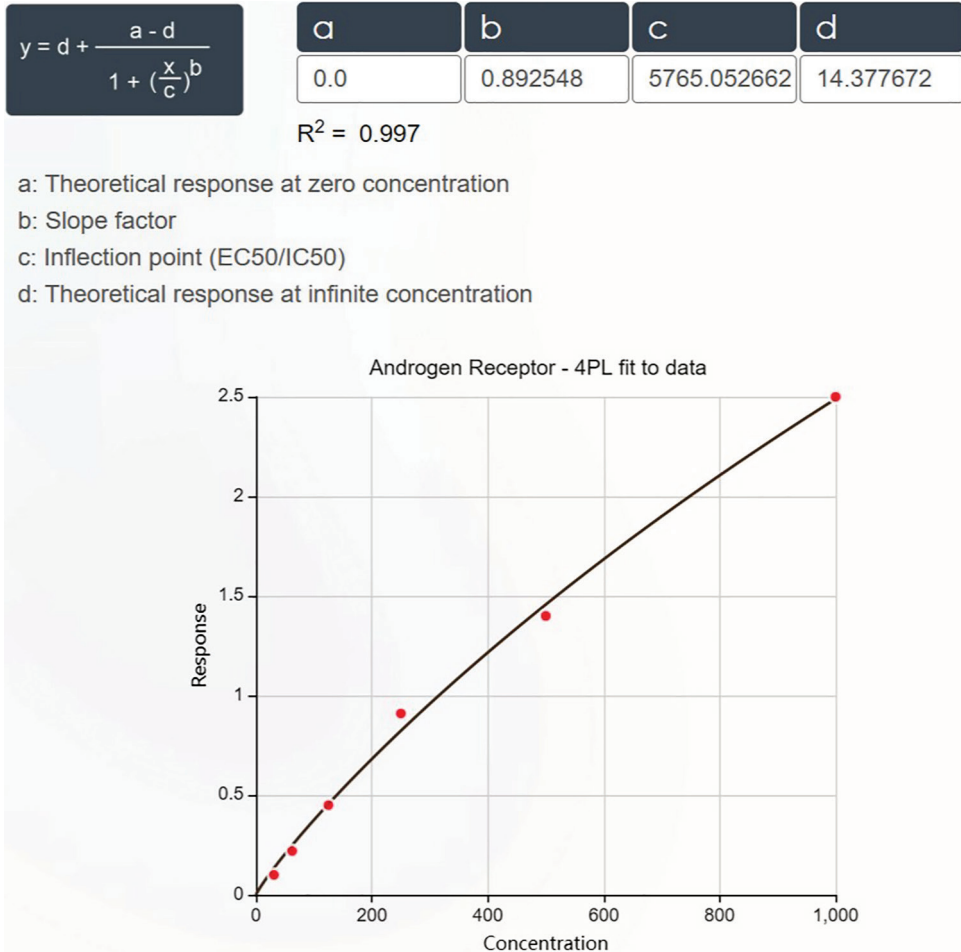 y = d + a - d / 1 + (x/c)^b
a b c d
0.0 0.892548 5765.052662 14.377672
R² = 0.997
a: Theoretical response at zero concentration
b: Slope factor
c: Inflection point (EC50/IC50)
d: Theoretical response at infinite concentration
Androgen Receptor - 4PL fit to data
2.5
2
1.5
1
0.5
0
Response
0 200 400 600 800 1,000
Concentration